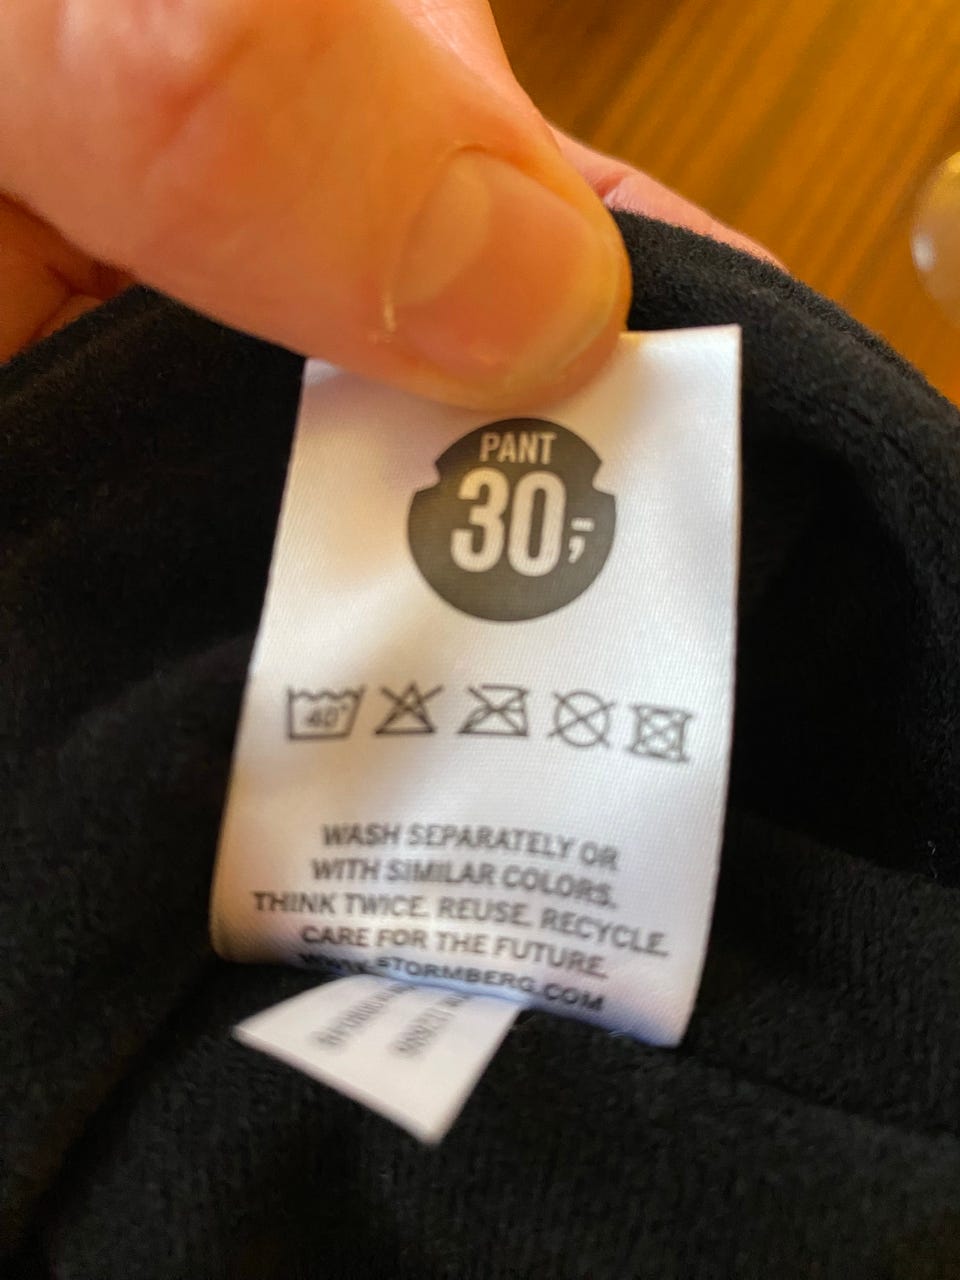 PANT
30,-
40°
WASH SEPARATELY OR
WITH SIMILAR COLORS.
THINK TWICE. REUSE. RECYCLE.
CARE FOR THE FUTURE.
WWW.STORMBERG.COM